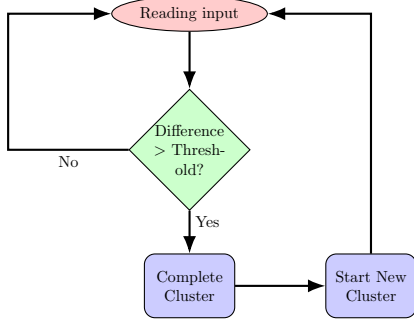 Reading input
Difference
> Thresh-
old?
No
Yes
Complete
Cluster
Start New
Cluster